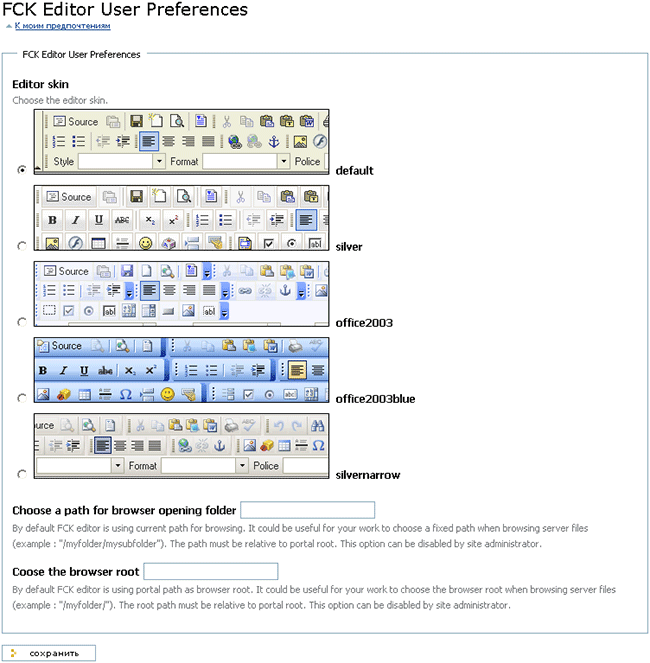 FCK Editor User Preferences
К моим предпочтениям
FCK Editor User Preferences
Editor skin
Choose the editor skin.
Source
Style Format Police
default
Source
B I U ABC x₂ x²
silver
Source
office2003
Source
B I U abc x₂ x²
office2003blue
ource
Format Police
silvernarrow
Choose a path for browser opening folder
By default FCK editor is using current path for browsing. It could be useful for your work to choose a fixed path when browsing server files
(example : "/myfolder/mysubfolder"). The path must be relative to portal root. This option can be disabled by site administrator.
Coose the browser root
By default FCK editor is using portal path as browser root. It could be useful for your work to choose the browser root when browsing server files
(example : "/myfolder/"). The root path must be relative to portal root. This option can be disabled by site administrator.
сохранить